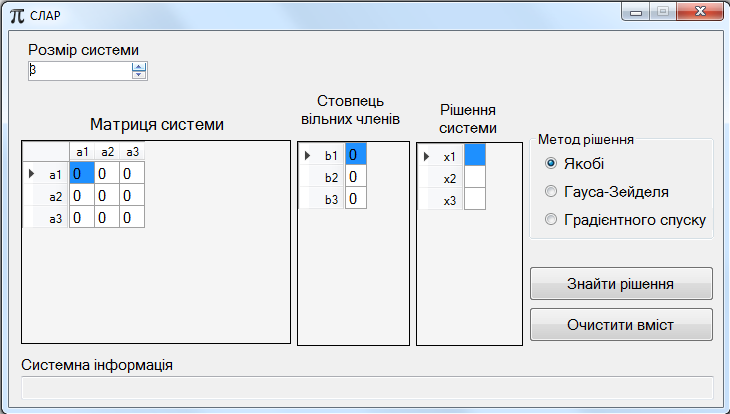 π СЛАР
Розмір системи
3
Матриця системи
Стовпець
вільних членів
Рішення
системи
a1 a2 a3
a1 0 0 0
a2 0 0 0
a3 0 0 0
b1 0
b2 0
b3 0
x1
x2
x3
Метод рішення
Якобі
Гауса-Зейделя
Градієнтного спуску
Знайти рішення
Очистити вміст
Системна інформація